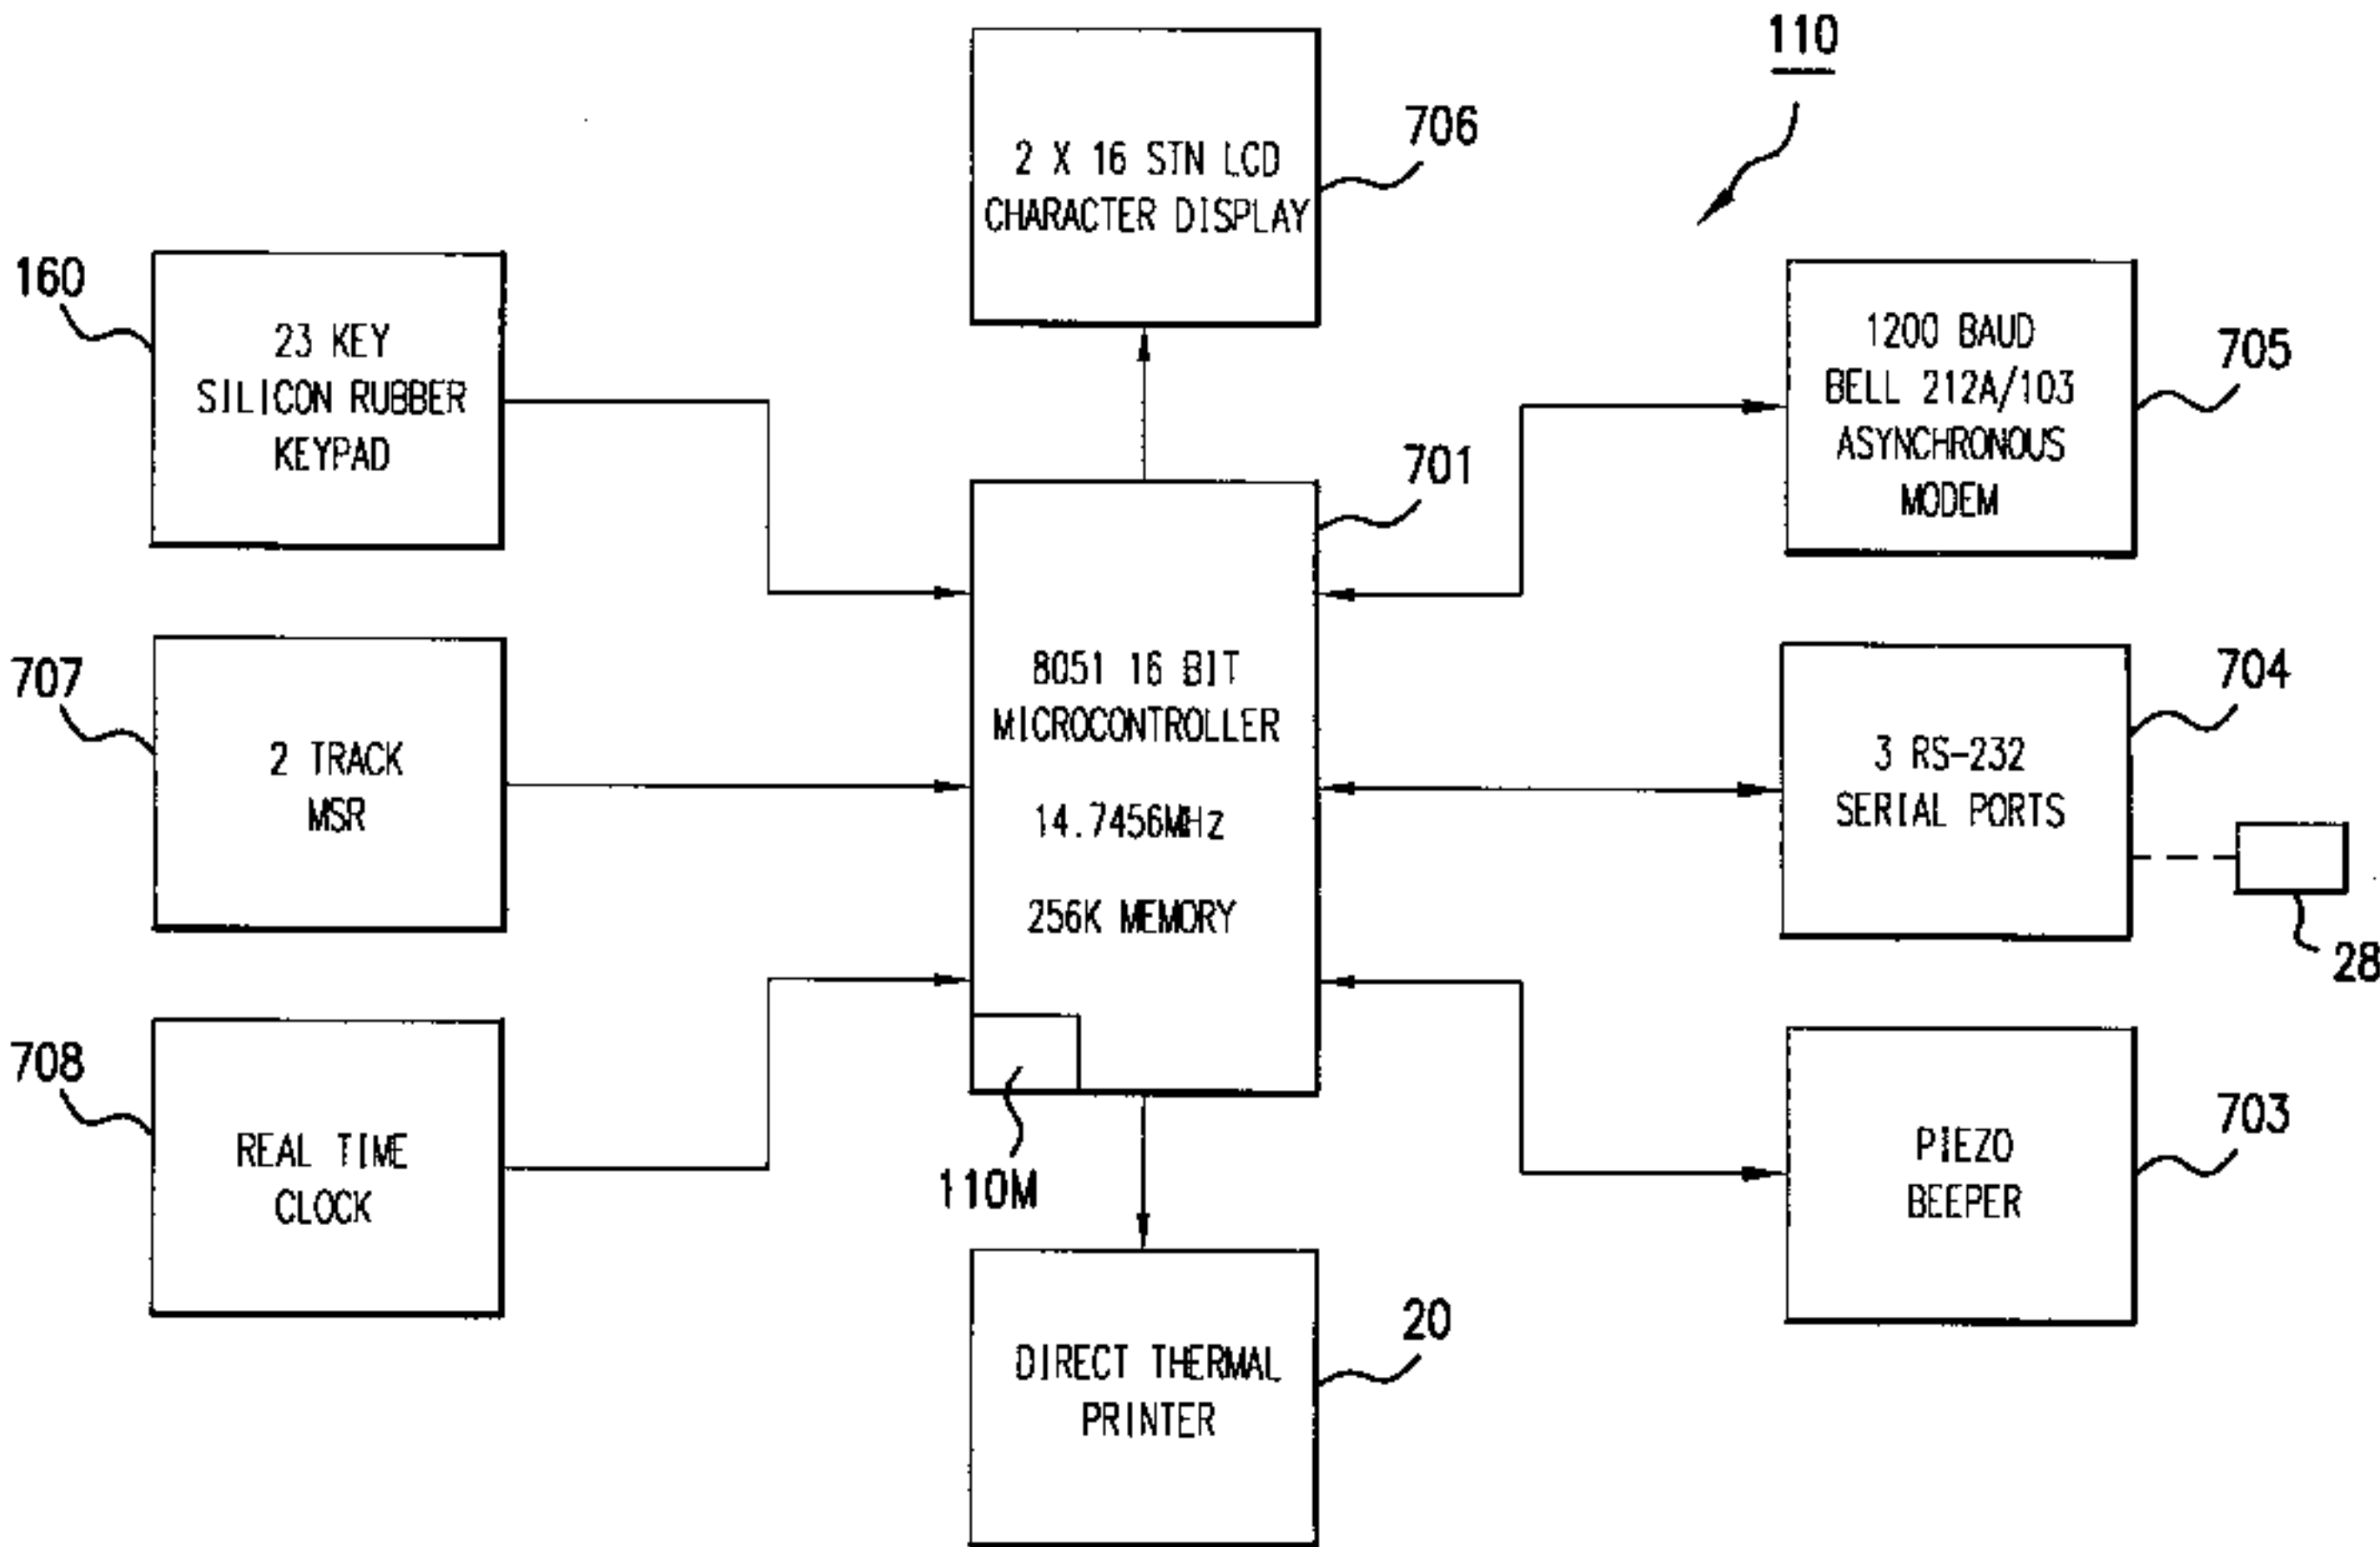 110
706
2 X 16 STN LCD
CHARACTER DISPLAY
160
23 KEY
SILICON RUBBER
KEYPAD
1200 BAUD
BELL 212A/103
ASYNCHRONOUS
MODEM
705
701
8051 16 BIT
MICROCONTROLLER
14.7456MHz
256K MEMORY
707
2 TRACK
MSR
704
3 RS-232
SERIAL PORTS
28
708
REAL TIME
CLOCK
110M
703
PIEZO
BEEPER
20
DIRECT THERMAL
PRINTER